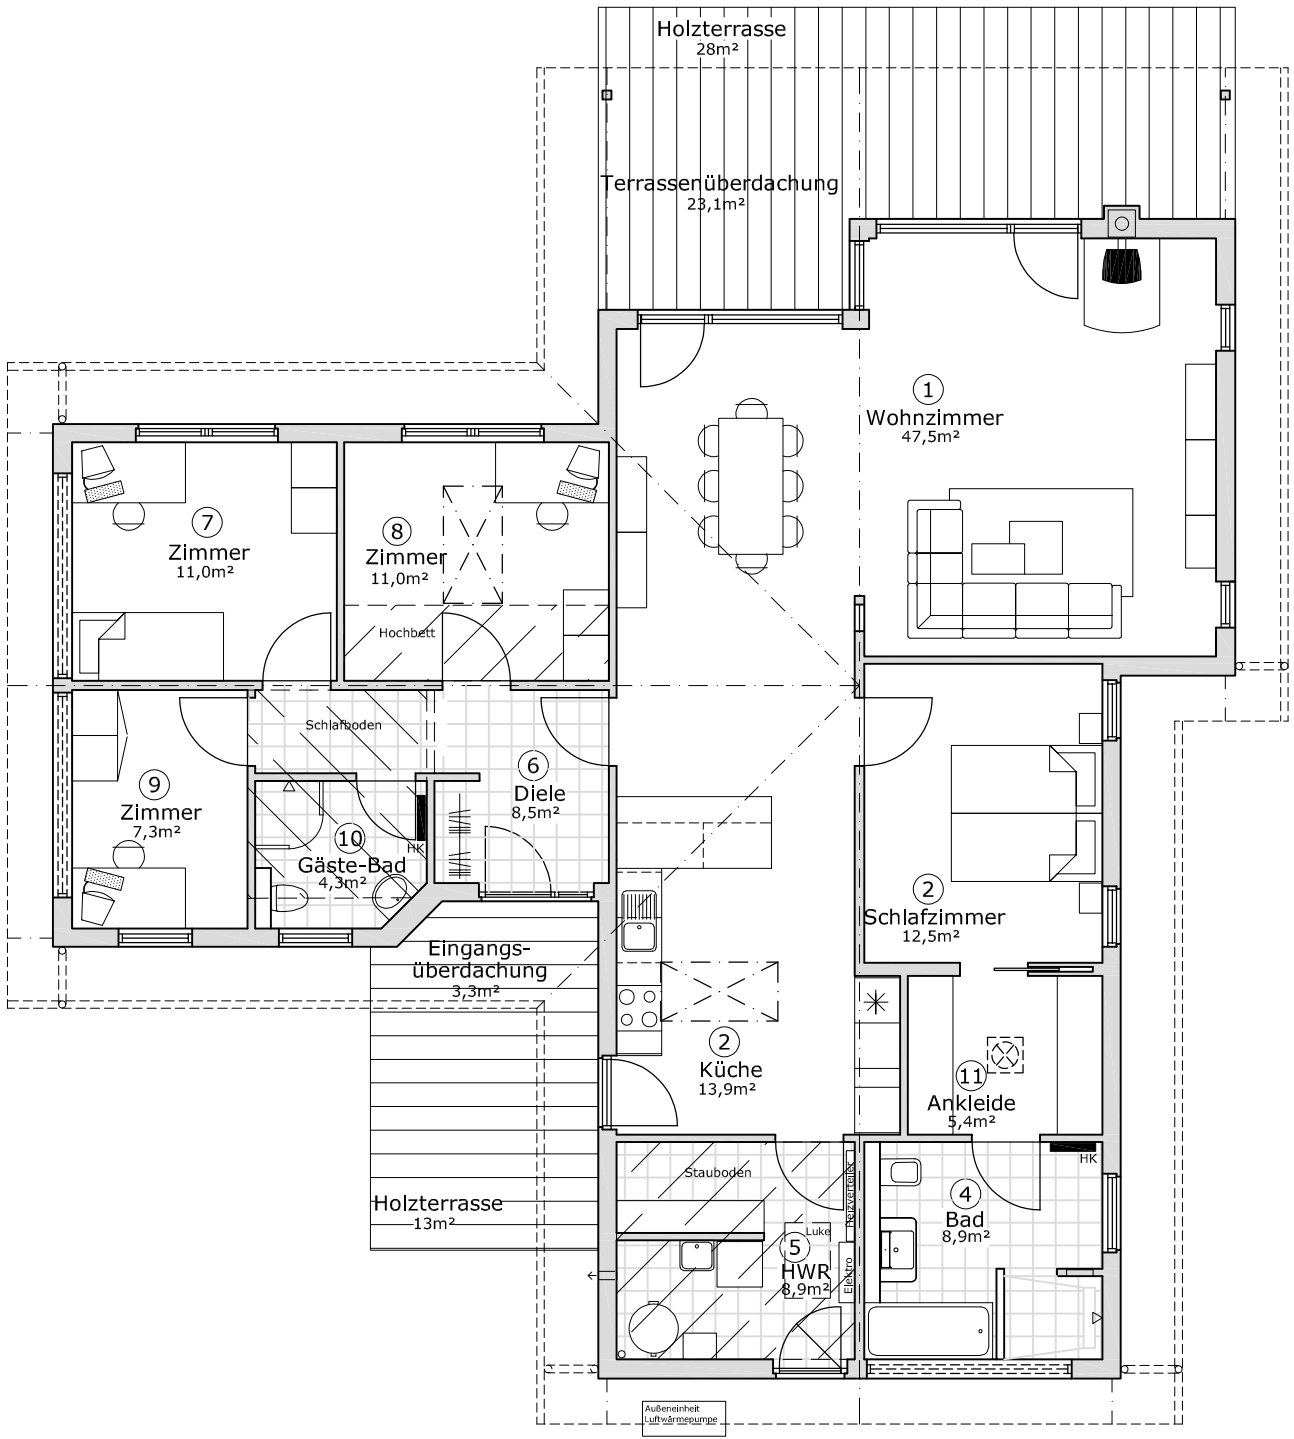 Holzterrasse
28m²
Terrassenüberdachung
23,1m²
1
Wohnzimmer
47,5m²
7
Zimmer
11,0m²
8
Zimmer
11,0m²
Hochbett
Schlafboden
6
Diele
8,5m²
9
Zimmer
7,3m²
10
Gäste-Bad
4,3m²
HK
2
Schlafzimmer
12,5m²
Eingangs-
überdachung
3,3m²
2
Küche
13,9m²
11
Ankleide
5,4m²
HK
Holzterrasse
13m²
Stauboden
Heizverteiler
Luke
5
HWR
8,9m²
Elektro
4
Bad
8,9m²
Außeneinheit
Luftwärmepumpe